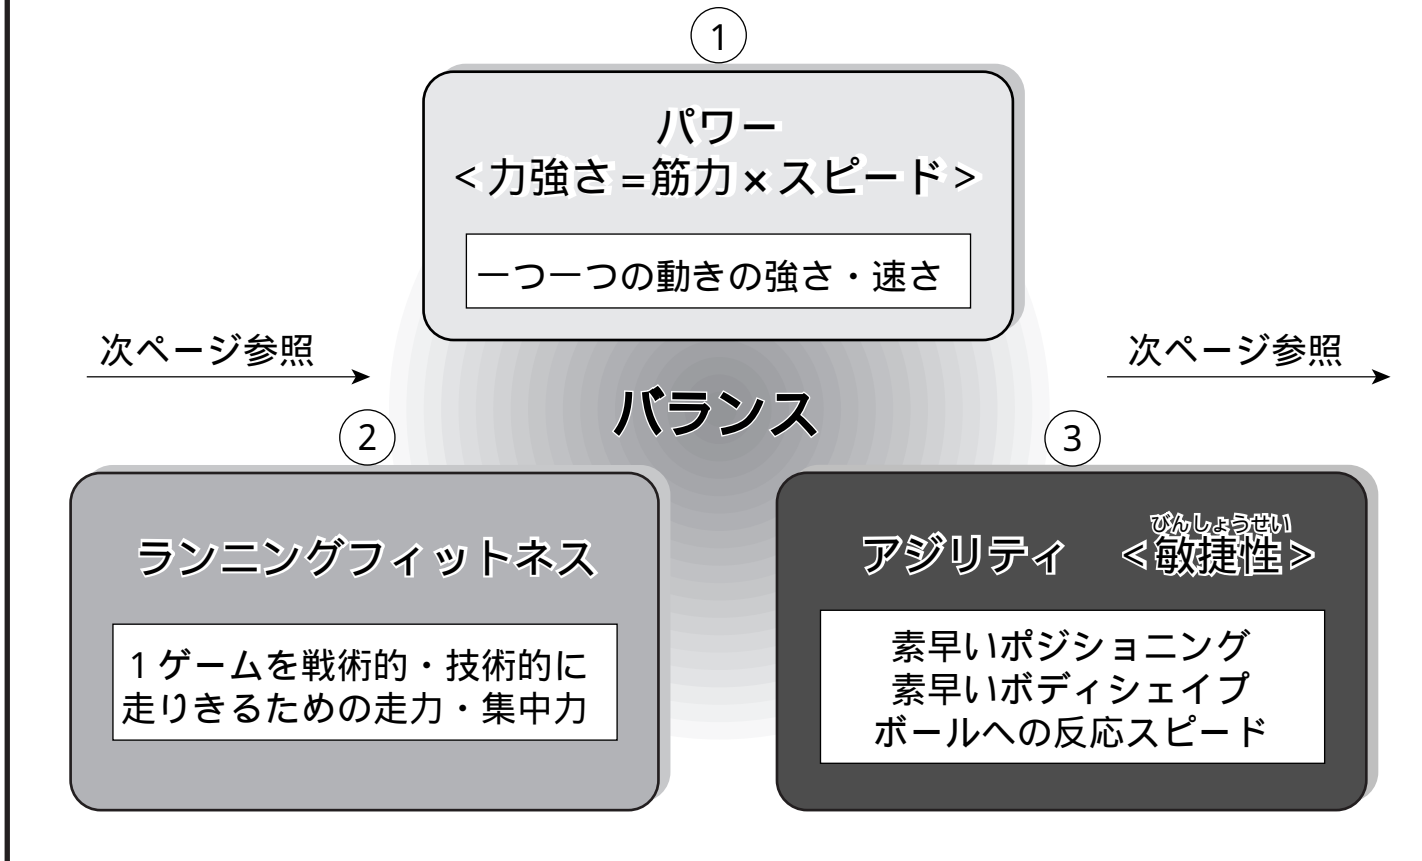 ①
パワー
<力強さ=筋力×スピード>
一つ一つの動きの強さ・速さ
次ページ参照
次ページ参照
バランス
②
③
ランニングフィットネス
1ゲームを戦術的・技術的に
走りきるための走力・集中力
びんしょうせい
アジリティ <敏捷性>
素早いポジショニング
素早いボディシェイプ
ボールへの反応スピード